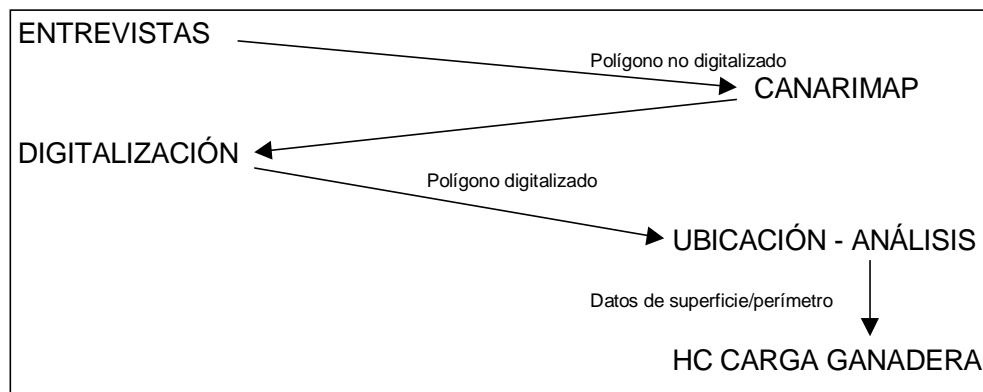 ENTREVISTAS
Polígono no digitalizado
CANARIMAP
DIGITALIZACIÓN
Polígono digitalizado
UBICACIÓN - ANÁLISIS
Datos de superficie/perímetro
HC CARGA GANADERA